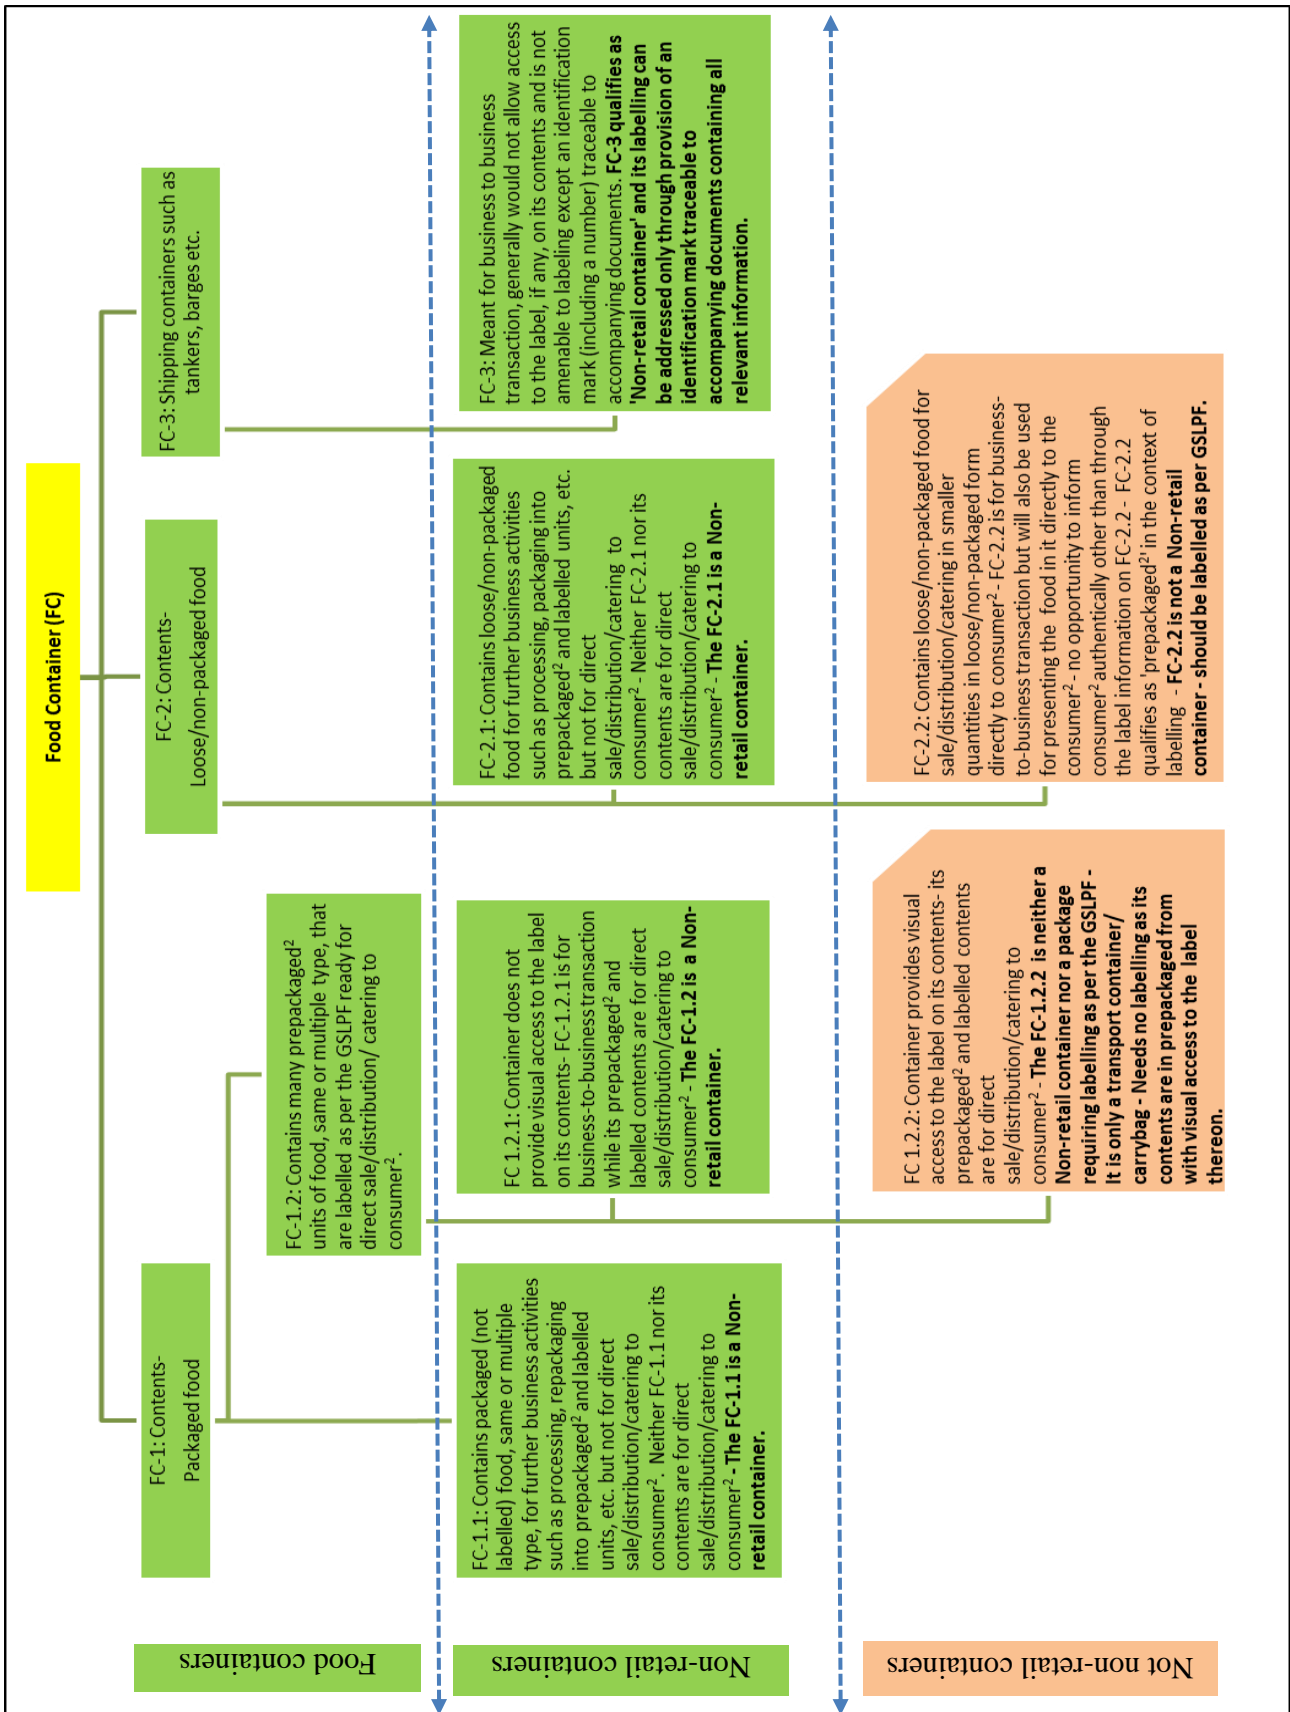 Food Container (FC)
FC-1: Contents-
Packaged food
FC-2: Contents-
Loose/non-packaged food
FC-3: Shipping containers such as
tankers, barges etc.
FC-1.2: Contains many prepackaged²
units of food, same or multiple type, that
are labelled as per the GSLPF ready for
direct sale/distribution/ catering to
consumer².
Food containers
FC-1.1: Contains packaged (not
labelled) food, same or multiple
type, for further business activities
such as processing, repackaging
into prepackaged² and labelled
units, etc. but not for direct
sale/distribution/catering to
consumer². Neither FC-1.1 nor its
contents are for direct
sale/distribution/catering to
consumer² - The FC-1.1 is a Non-
retail container.
FC 1.2.1: Container does not
provide visual access to the label
on its contents- FC-1.2.1 is for
business-to-business transaction
while its prepackaged² and
labelled contents are for direct
sale/distribution/catering to
consumer² - The FC-1.2 is a Non-
retail container.
FC-2.1: Contains loose/non-packaged
food for further business activities
such as processing, packaging into
prepackaged² and labelled units, etc.
but not for direct
sale/distribution/catering to
consumer²- Neither FC-2.1 nor its
contents are for direct
sale/distribution/catering to
consumer² - The FC-2.1 is a Non-
retail container.
FC-3: Meant for business to business
transaction, generally would not allow access
to the label, if any, on its contents and is not
amenable to labeling except an identification
mark (including a number) traceable to
accompanying documents. FC-3 qualifies as
'Non-retail container' and its labelling can
be addressed only through provision of an
identification mark traceable to
accompanying documents containing all
relevant information.
Non-retail containers
FC 1.2.2: Container provides visual
access to the label on its contents- its
prepackaged² and labelled contents
are for direct
sale/distribution/catering to
consumer² - The FC-1.2.2 is neither a
Non-retail container nor a package
requiring labelling as per the GSLPF -
It is only a transport container/
carrybag - Needs no labelling as its
contents are in prepackaged from
with visual access to the label
thereon.
FC-2.2: Contains loose/non-packaged food for
sale/distribution/catering in smaller
quantities in loose/non-packaged form
directly to consumer² - FC-2.2 is for business-
to-business transaction but will also be used
for presenting the food in it directly to the
consumer²- no opportunity to inform
consumer² authentically other than through
the label information on FC-2.2 - FC-2.2
qualifies as 'prepackaged²' in the context of
labelling - FC-2.2 is not a Non-retail
container - should be labelled as per GSLPF.
Not non-retail containers